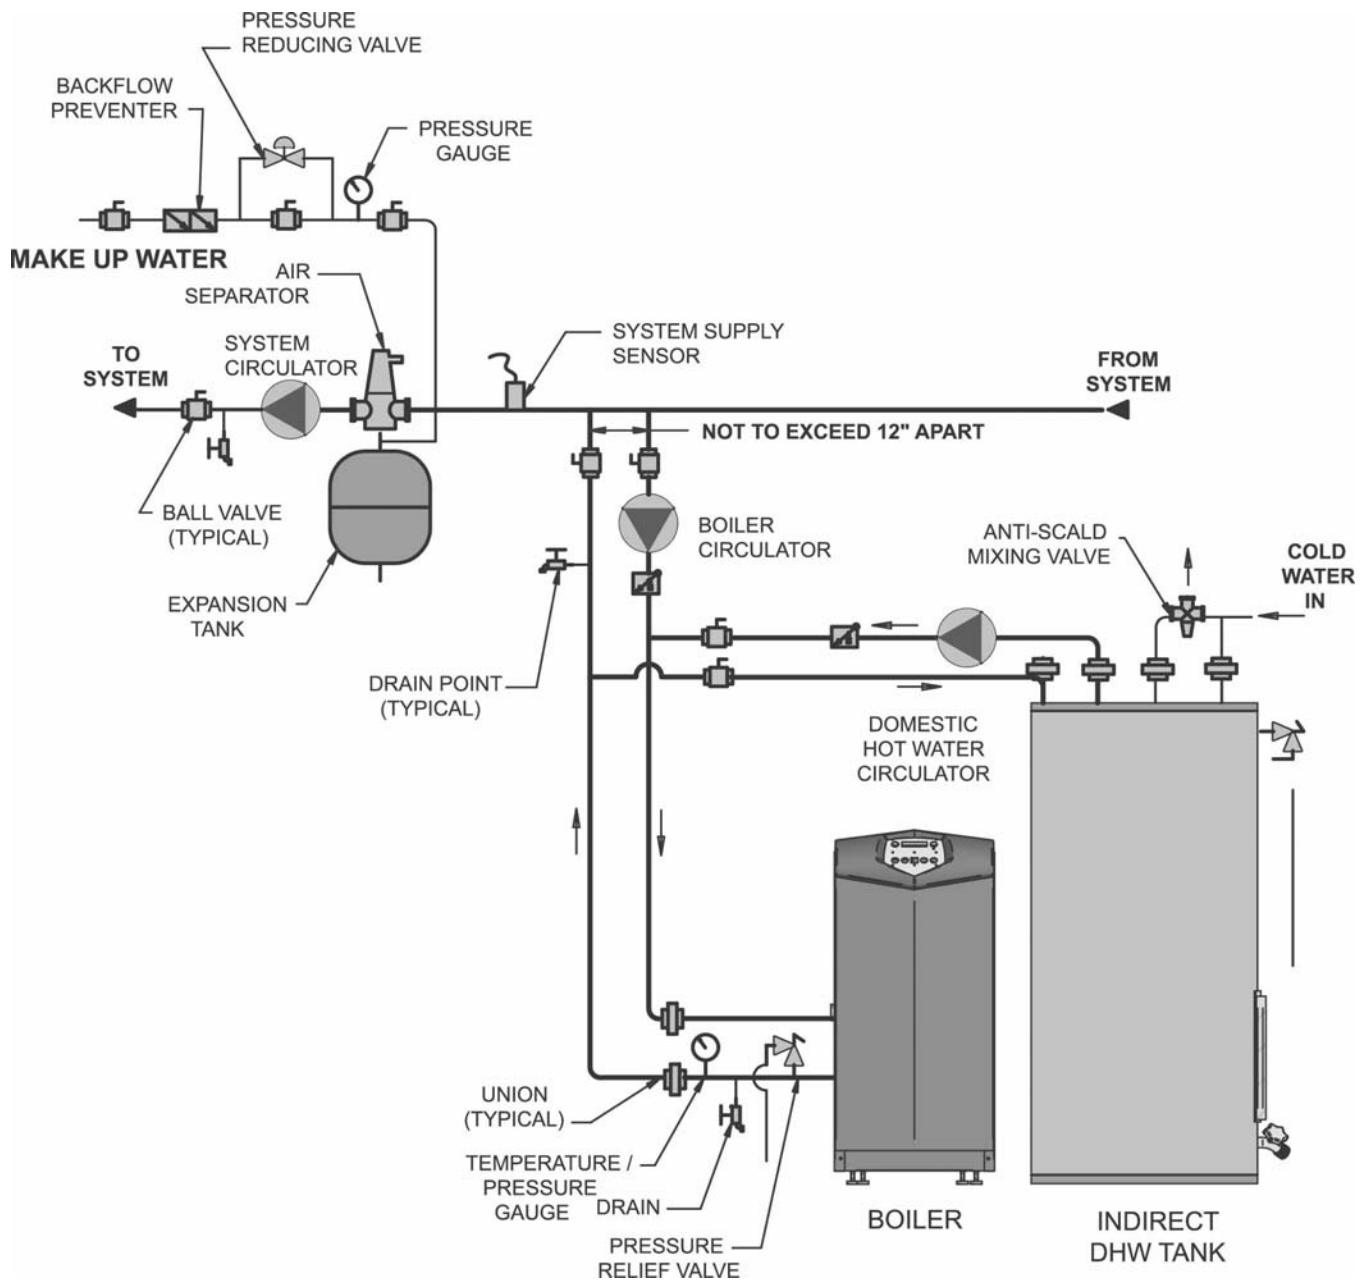 PRESSURE
REDUCING VALVE
BACKFLOW
PREVENTER
PRESSURE
GAUGE
MAKE UP WATER
AIR
SEPARATOR
SYSTEM
CIRCULATOR
TO
SYSTEM
SYSTEM SUPPLY
SENSOR
FROM
SYSTEM
NOT TO EXCEED 12" APART
BALL VALVE
(TYPICAL)
BOILER
CIRCULATOR
ANTI-SCALD
MIXING VALVE
COLD
WATER
IN
EXPANSION
TANK
DRAIN POINT
(TYPICAL)
DOMESTIC
HOT WATER
CIRCULATOR
UNION
(TYPICAL)
TEMPERATURE /
PRESSURE
GAUGE
DRAIN
PRESSURE
RELIEF VALVE
BOILER
INDIRECT
DHW TANK